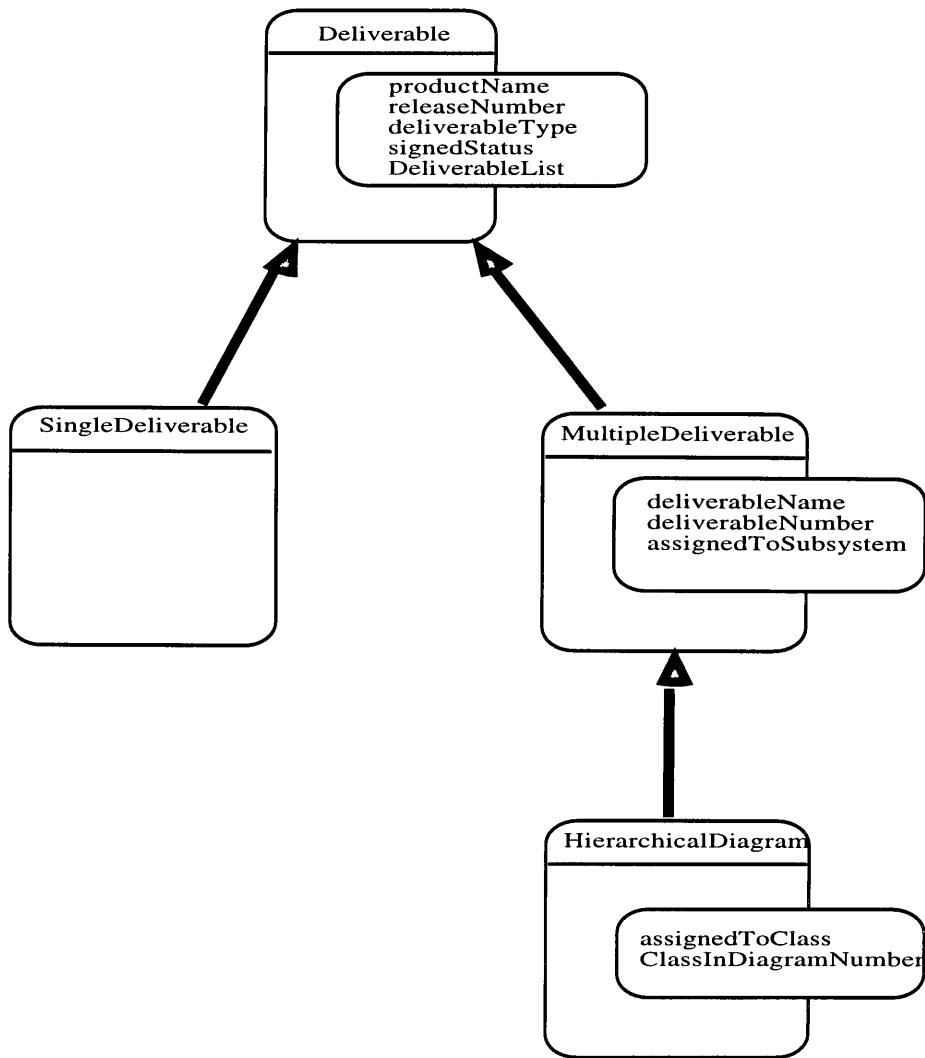 Deliverable
productName
releaseNumber
deliverableType
signedStatus
DeliverableList
SingleDeliverable
MultipleDeliverable
deliverableName
deliverableNumber
assignedToSubsystem
HierarchicalDiagram
assignedToClass
ClassInDiagramNumber